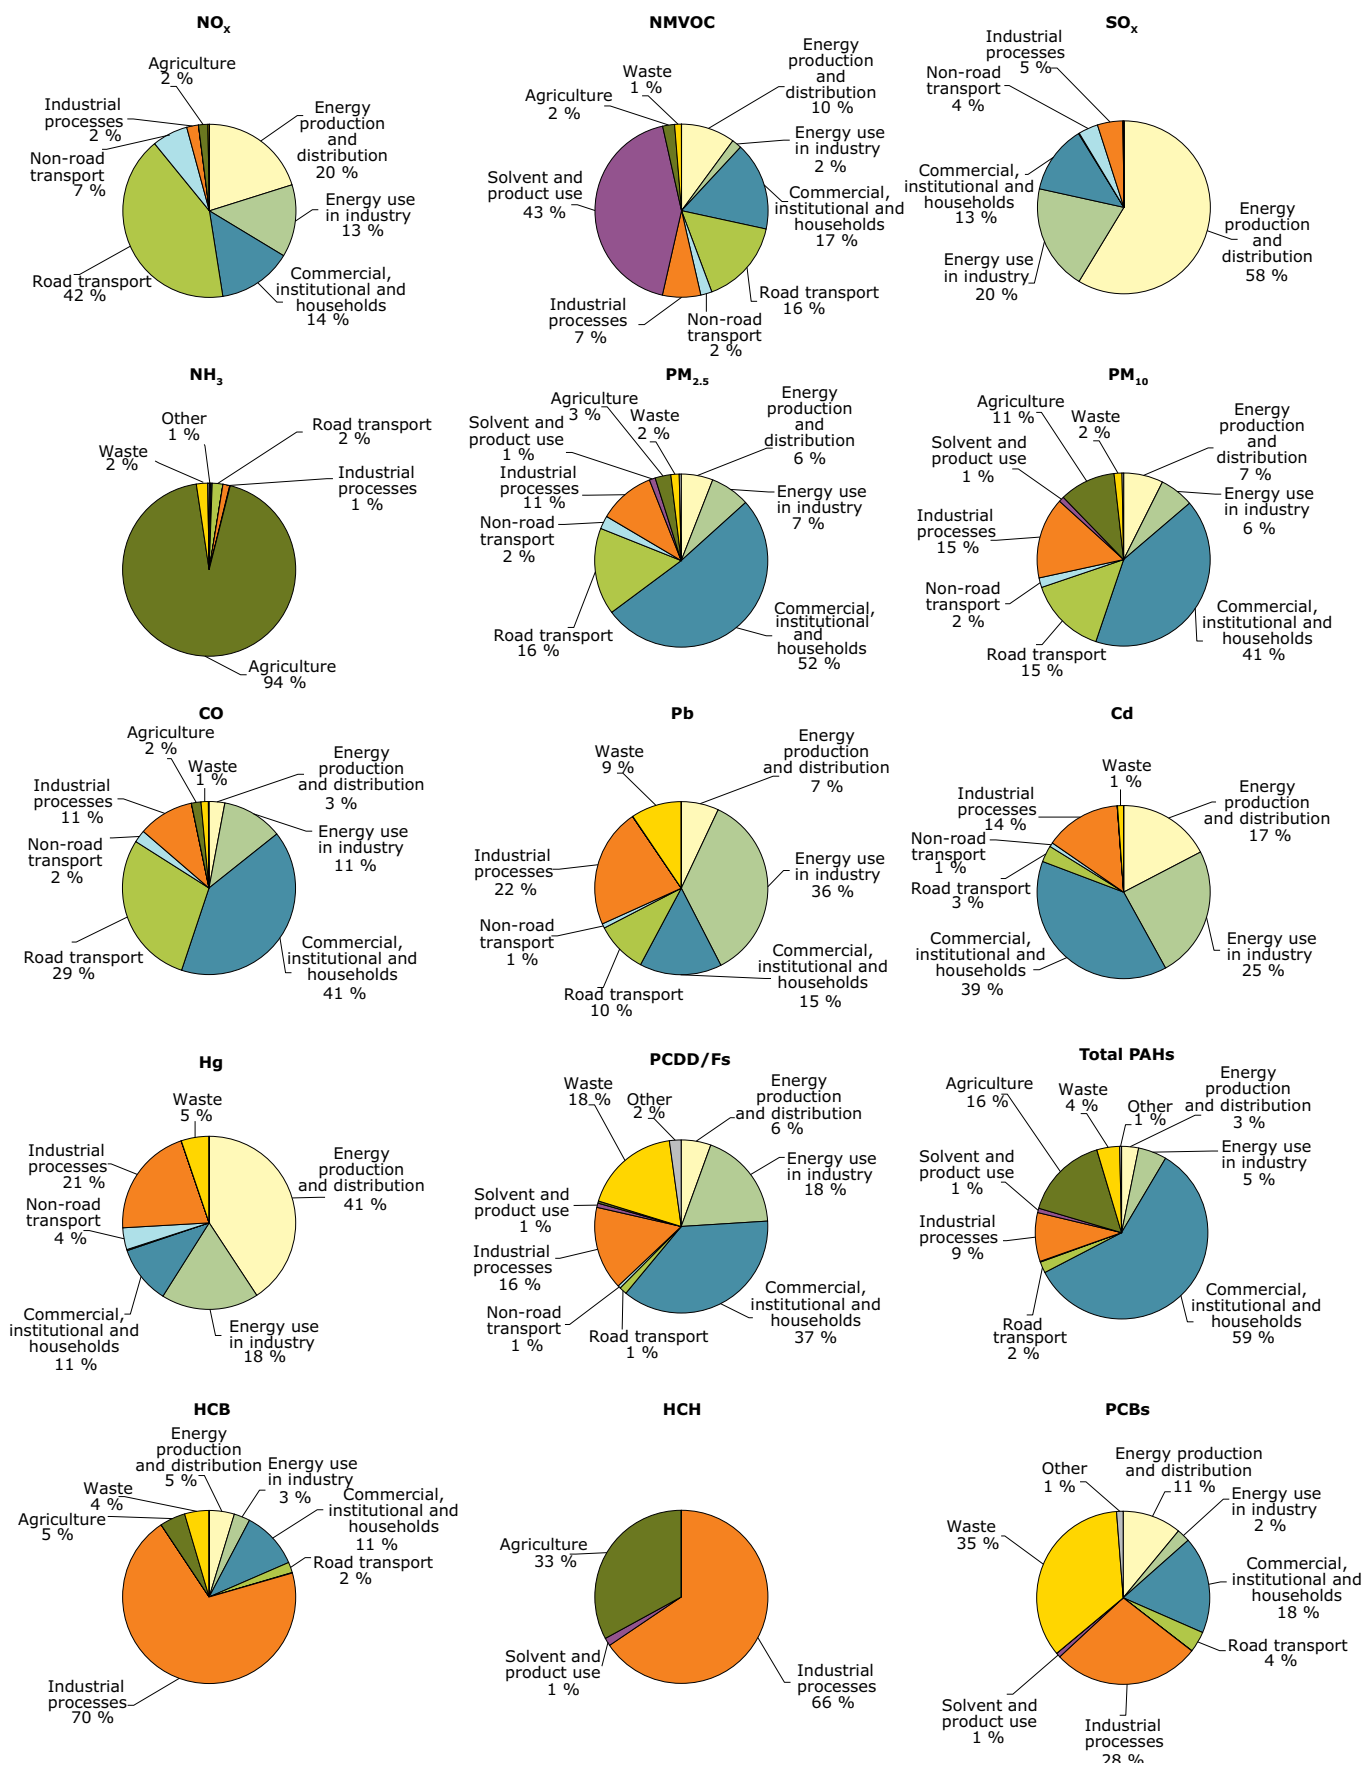 NOx
Agriculture
2 %
Industrial
processes
2 %
Non-road
transport
7 %
Road transport
42 %
Energy
production
and
distribution
20 %
Energy use
in industry
13 %
Commercial,
institutional and
households
14 %
NMVOC
Waste
1 %
Agriculture
2 %
Solvent and
product use
43 %
Industrial
processes
7 %
Non-road
transport
2 %
Road transport
16 %
Energy
production
and
distribution
10 %
Energy use
in industry
2 %
Commercial,
institutional and
households
17 %
SOx
Industrial
processes
5 %
Non-road
transport
4 %
Commercial,
institutional and
households
13 %
Energy use
in industry
20 %
Energy
production
and
distribution
58 %
NH3
Other
1 %
Waste
2 %
Road transport
2 %
Industrial
processes
1 %
Agriculture
94 %
PM2.5
Agriculture
3 %
Waste
2 %
Solvent and
product use
1 %
Industrial
processes
11 %
Non-road
transport
2 %
Road transport
16 %
Energy
production
and
distribution
6 %
Energy use
in industry
7 %
Commercial,
institutional
and
households
52 %
PM10
Agriculture
11 %
Waste
2 %
Solvent and
product use
1 %
Industrial
processes
15 %
Non-road
transport
2 %
Road transport
15 %
Energy
production
and
distribution
7 %
Energy use
in industry
6 %
Commercial,
institutional and
households
41 %
CO
Agriculture
2 %
Waste
1 %
Industrial
processes
11 %
Non-road
transport
2 %
Road transport
29 %
Energy
production
and distribution
3 %
Energy use
in industry
11 %
Commercial,
institutional and
households
41 %
Pb
Waste
9 %
Industrial
processes
22 %
Non-road
transport
1 %
Road transport
10 %
Energy
production
and distribution
7 %
Energy use
in industry
36 %
Commercial,
institutional and
households
15 %
Cd
Waste
1 %
Industrial
processes
14 %
Non-road
transport
1 %
Road transport
3 %
Commercial,
institutional and
households
39 %
Energy
production
and distribution
17 %
Energy use
in industry
25 %
Hg
Waste
5 %
Industrial
processes
21 %
Non-road
transport
4 %
Commercial,
institutional and
households
11 %
Energy use
in industry
18 %
Energy
production
and distribution
41 %
PCDD/Fs
Waste
18 %
Other
2 %
Solvent and
product use
1 %
Industrial
processes
16 %
Non-road
transport
1 %
Road transport
1 %
Energy
production
and distribution
6 %
Energy use
in industry
18 %
Commercial,
institutional and
households
37 %
Total PAHs
Agriculture
16 %
Waste
4 %
Other
1 %
Solvent and
product use
1 %
Industrial
processes
9 %
Road
transport
2 %
Energy
production
and distribution
3 %
Energy use
in industry
5 %
Commercial,
institutional and
households
59 %
HCB
Energy
production
and distribution
5 %
Waste
4 %
Agriculture
5 %
Energy use
in industry
3 %
Commercial,
institutional and
households
11 %
Road transport
2 %
Industrial
processes
70 %
HCH
Agriculture
33 %
Solvent and
product use
1 %
Industrial
processes
66 %
PCBs
Other
1 %
Waste
35 %
Solvent and
product use
1 %
Industrial
processes
28 %
Energy production
and distribution
11 %
Energy use
in industry
2 %
Commercial,
institutional and
households
18 %
Road transport
4 %